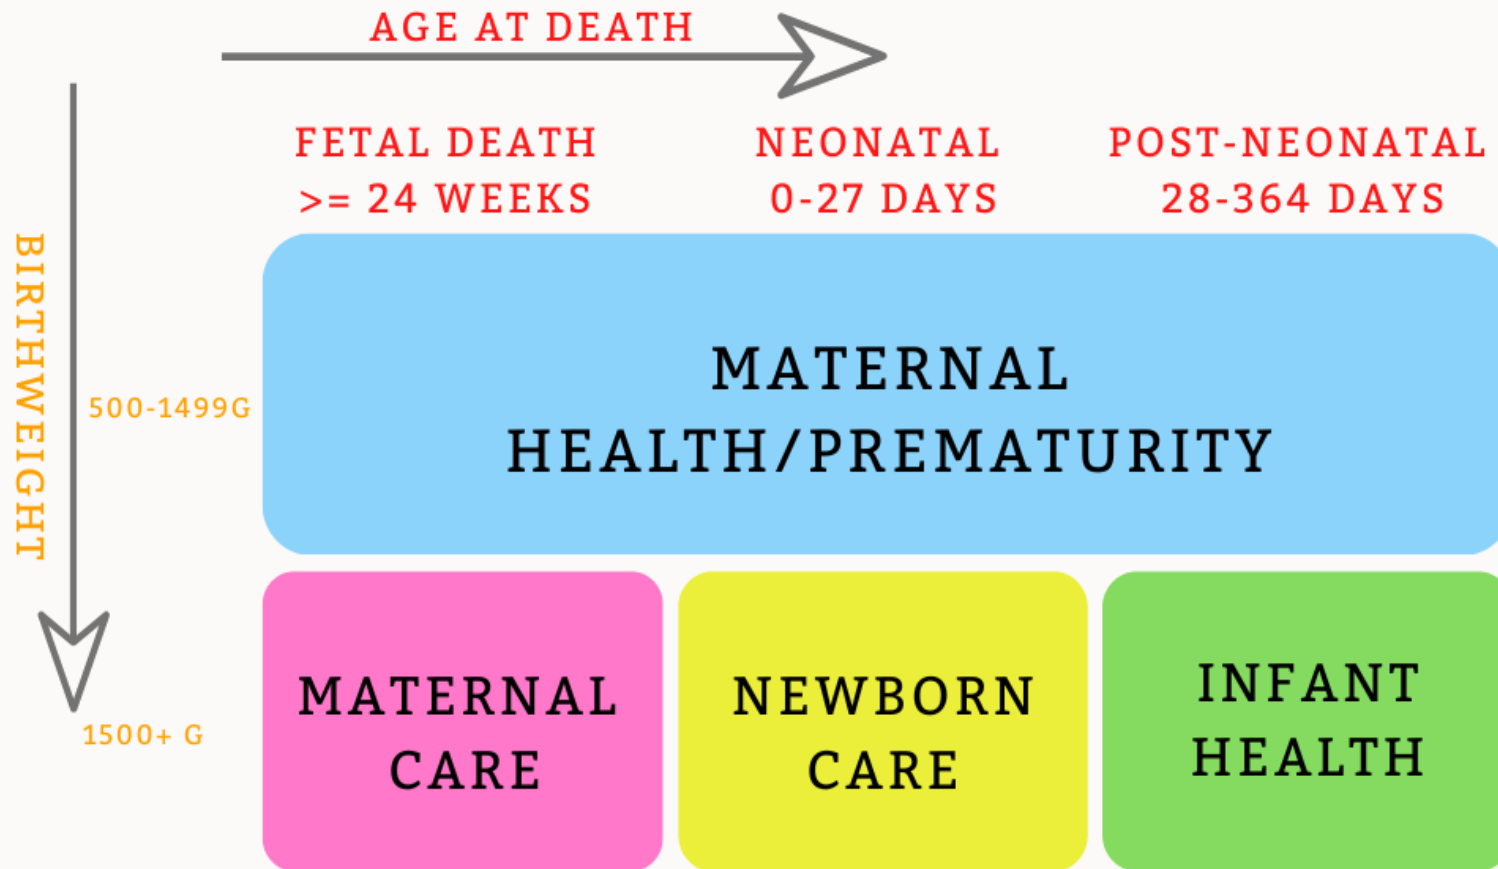 AGE AT DEATH
FETAL DEATH
>= 24 WEEKS
NEONATAL
0-27 DAYS
POST-NEONATAL
28-364 DAYS
BIRTHWEIGHT
500-1499G
MATERNAL
HEALTH/PREMATURITY
1500+ G
MATERNAL
CARE
NEWBORN
CARE
INFANT
HEALTH